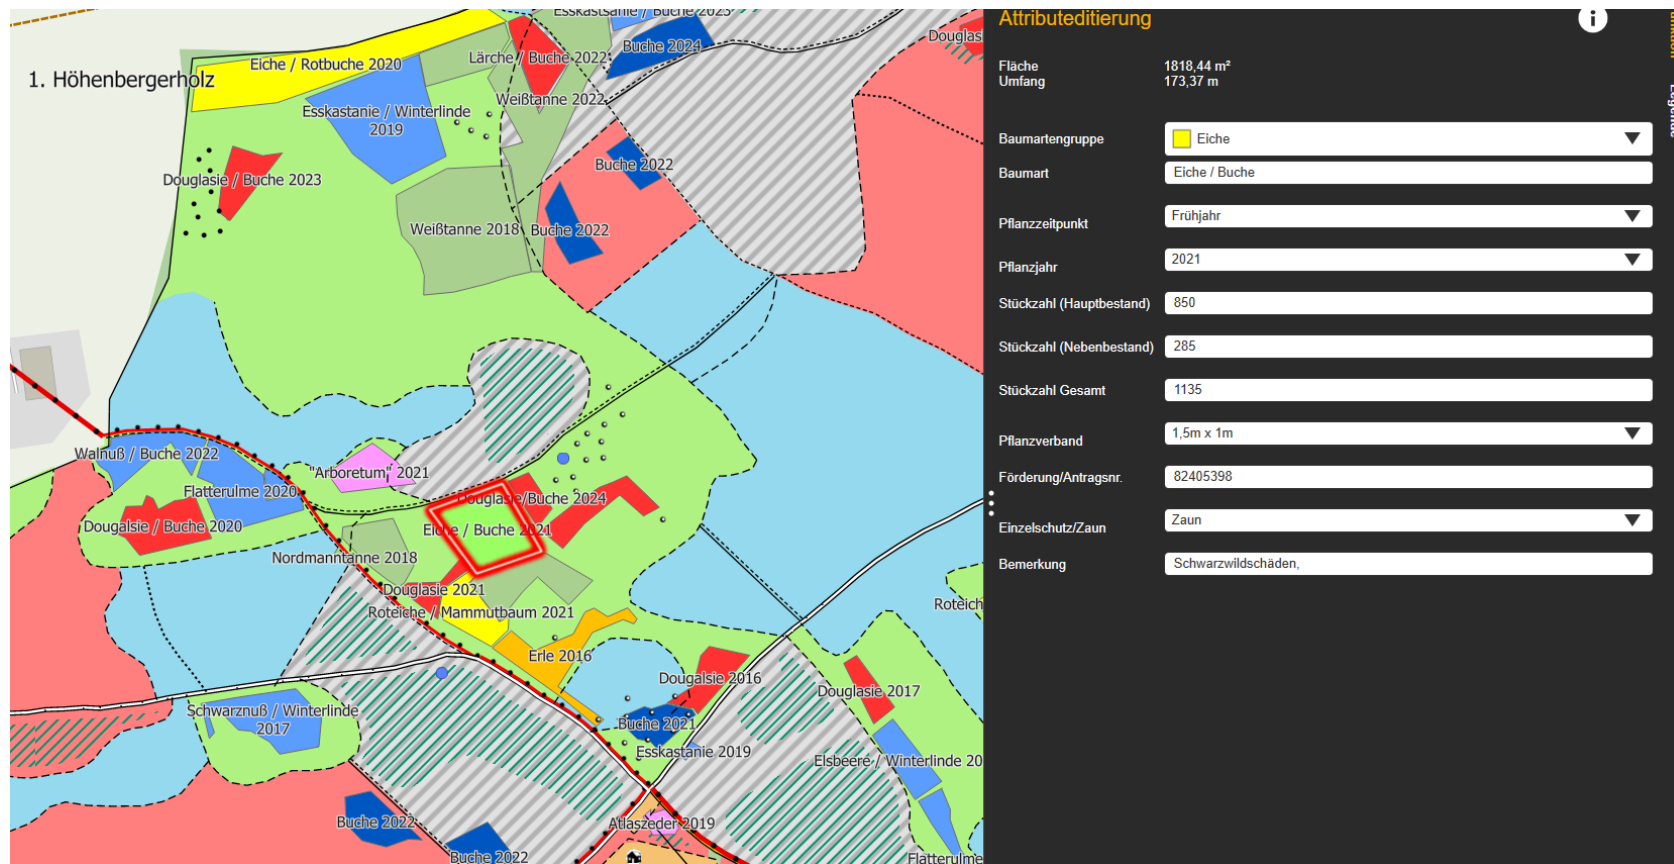 Esskastsanie / Buche 2023
Buche 2024
Lärche / Buche 2022
Eiche / Rotbuche 2020
1. Höhenbergerholz
Weißtanne 2022
Esskastanie / Winterlinde
2019
Buche 2022
Douglasie / Buche 2023
Weißtanne 2018
Buche 2022
Walnuß / Buche 2022
"Arboretum" 2021
Flatterulme 2020
Douglasie/Buche 2024
Dougalsie / Buche 2020
Eiche / Buche 2021
Nordmanntanne 2018
Douglasie 2021
Roteiche / Mammutbaum 2021
Roteich
Erle 2016
Dougalsie 2016
Douglasie 2017
Schwarznuß / Winterlinde
2017
Buche 2021
Esskastanie 2019
Elsbeere / Winterlinde 20
Buche 2022
Atlaszeder 2019
Buche 2022
Flatterulme
Douglas
Attributeditierung
i
Fläche 1818,44 m²
Umfang 173,37 m
Baumartengruppe Eiche
Baumart Eiche / Buche
Pflanzzeitpunkt Frühjahr
Pflanzjahr 2021
Stückzahl (Hauptbestand) 850
Stückzahl (Nebenbestand) 285
Stückzahl Gesamt 1135
Pflanzverband 1,5m x 1m
Förderung/Antragsnr. 82405398
Einzelschutz/Zaun Zaun
Bemerkung Schwarzwildschäden,
Legende